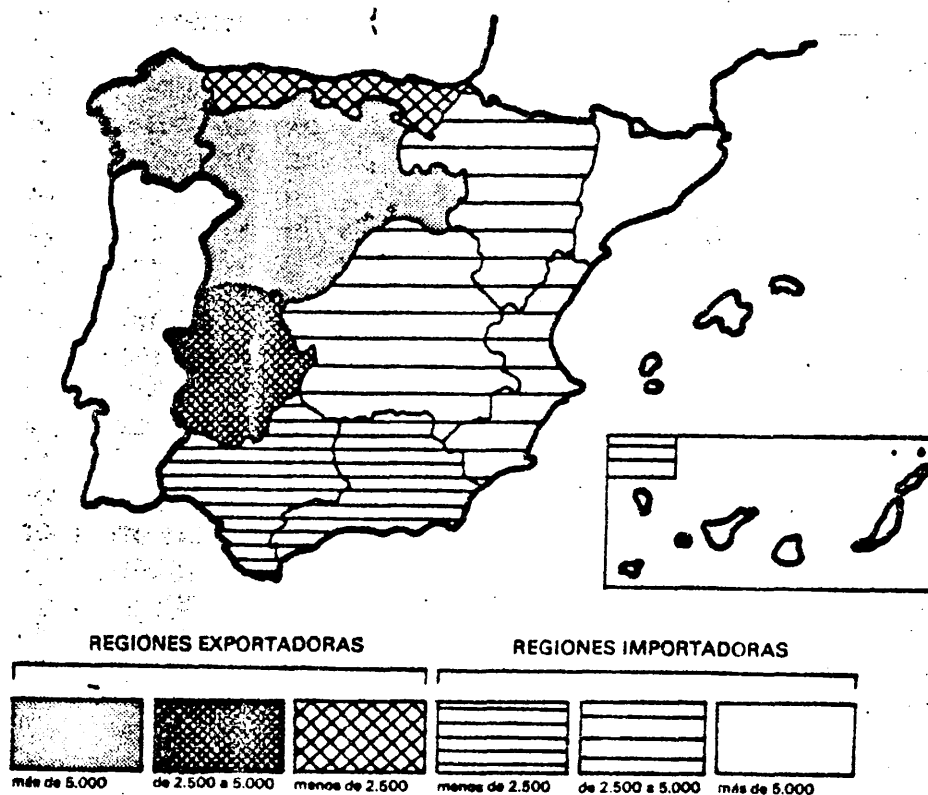 REGIONES EXPORTADORAS
REGIONES IMPORTADORAS
más de 5.000
de 2.500 a 5.000
menos de 2.500
menos de 2.500
de 2.500 a 5.000
más de 5.000